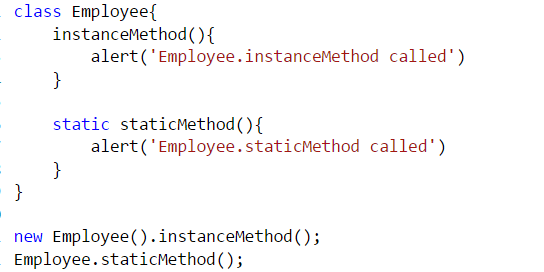 class Employee{
    instanceMethod(){
        alert('Employee.instanceMethod called')
    }

    static staticMethod(){
        alert('Employee.staticMethod called')
    }
}

new Employee().instanceMethod();
Employee.staticMethod();